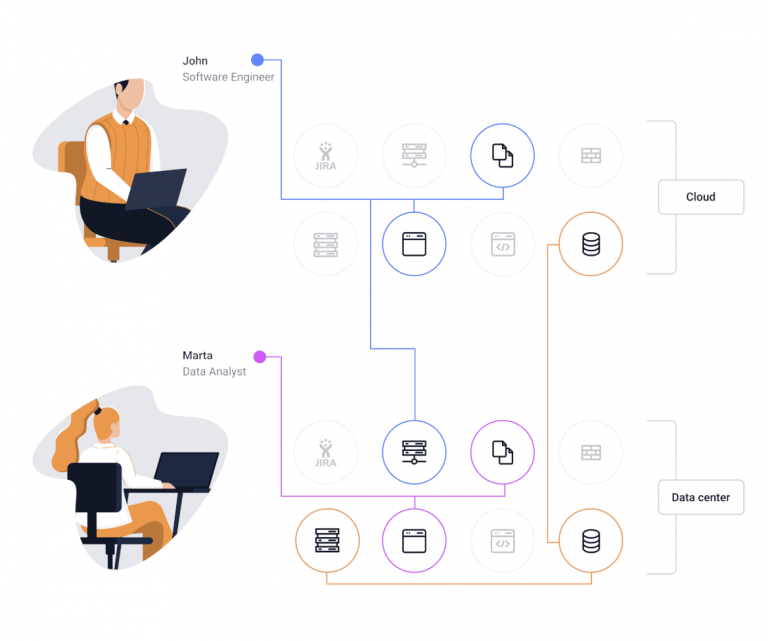 John
Software Engineer
JIRA
Cloud
Marta
Data Analyst
JIRA
Data center